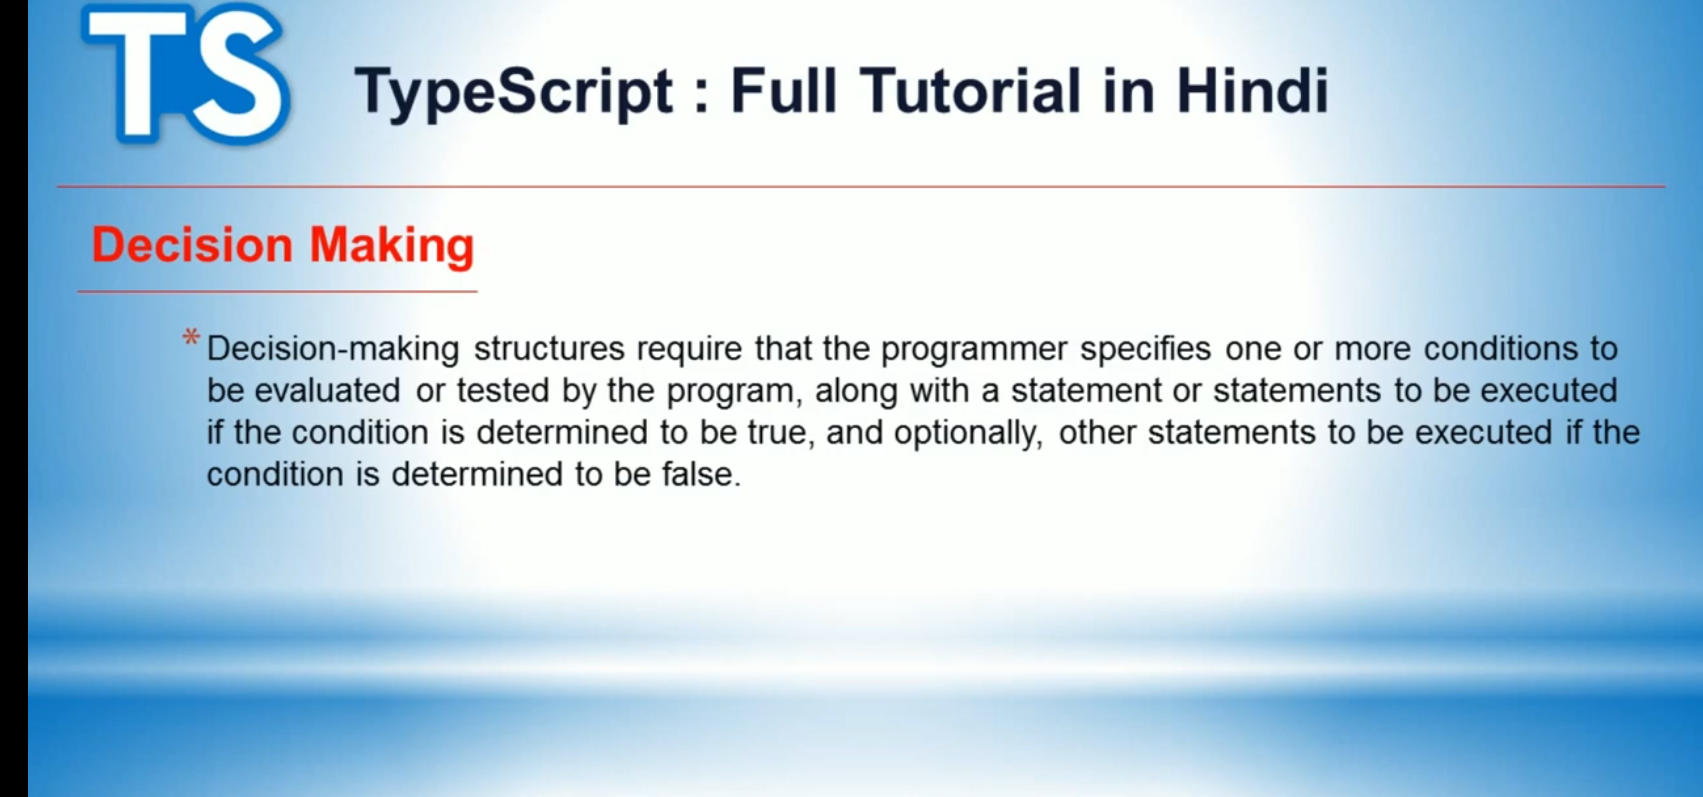 TS
TypeScript : Full Tutorial in Hindi
Decision Making
* Decision-making structures require that the programmer specifies one or more conditions to
be evaluated or tested by the program, along with a statement or statements to be executed
if the condition is determined to be true, and optionally, other statements to be executed if the
condition is determined to be false.